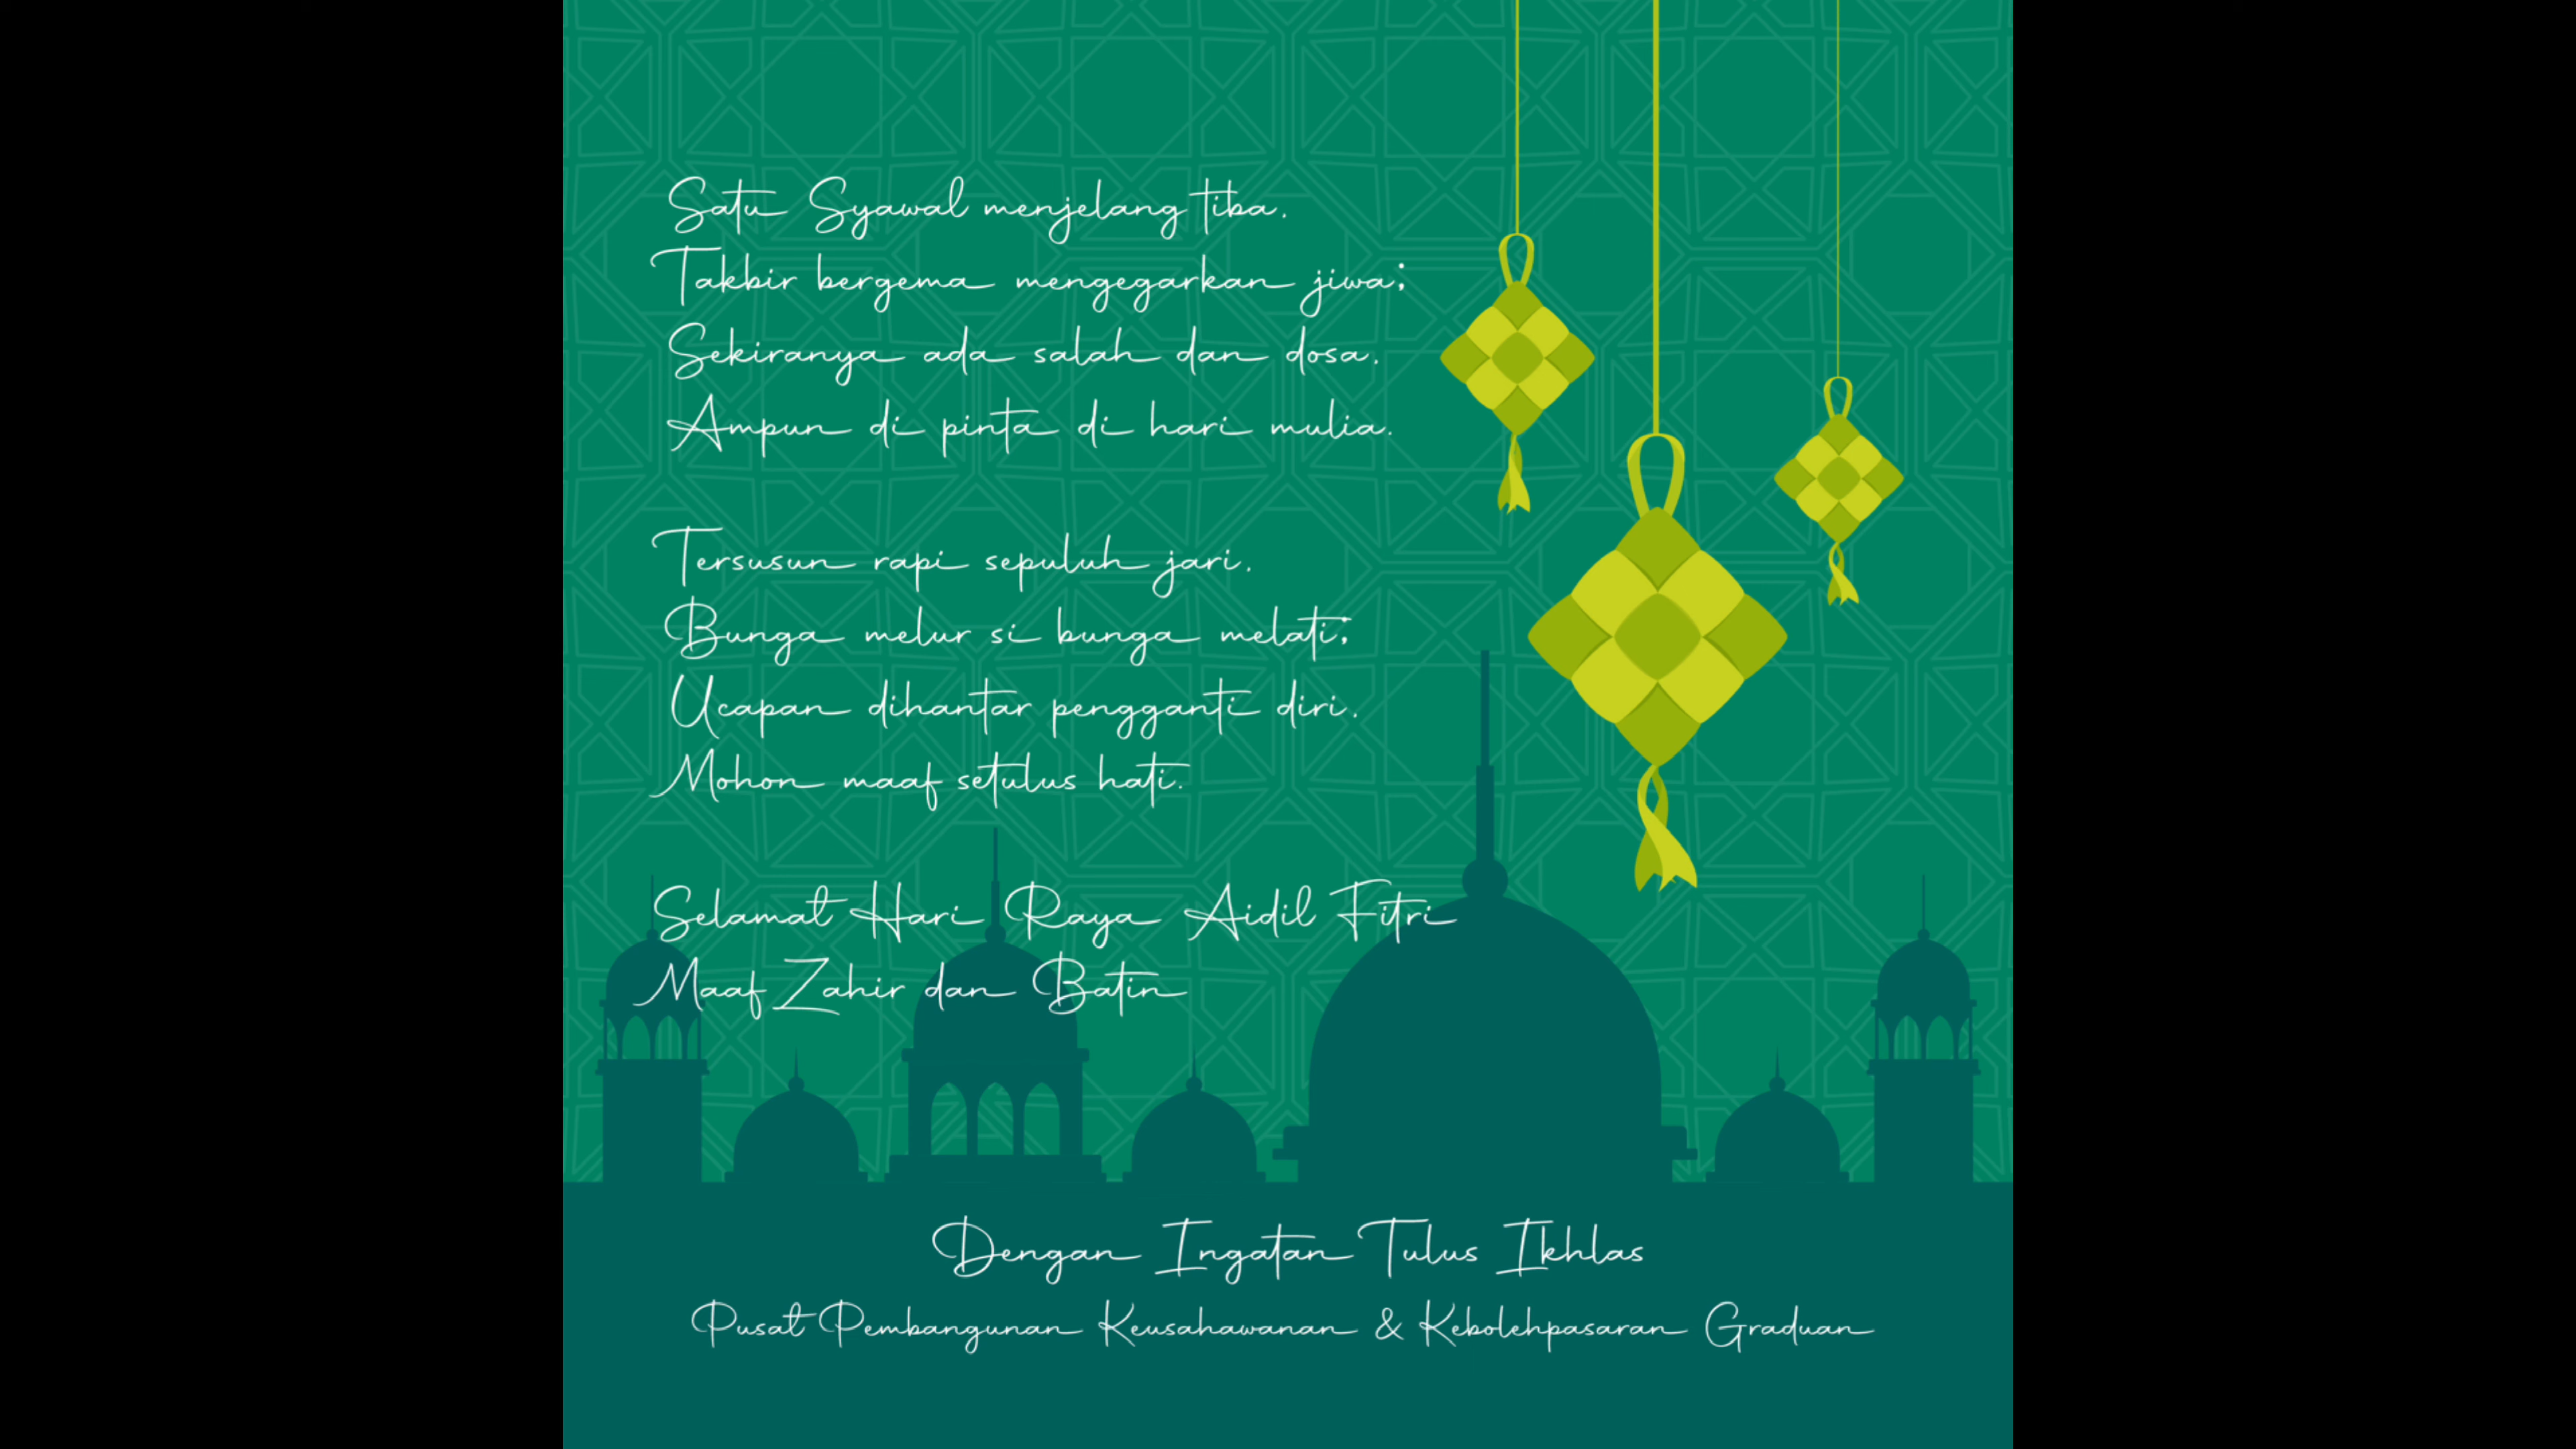 Satu Syawal menjelang tiba.
Takbir bergema mengegarkan jiwa;
Sekiranya ada salah dan dosa.
Ampun di pinta di hari mulia.
Tersusun rapi sepuluh jari.
Bunga melur si bunga melati;
Ucapan dihantar pengganti diri.
Mohon maaf setulus hati.
Selamat Hari Raya Aidil Fitri
Maaf Zahir dan Batin
Dengan Ingatan Tulus Ikhlas
Pusat Pembangunan Keusahawanan & Kebolehpasaran Graduan